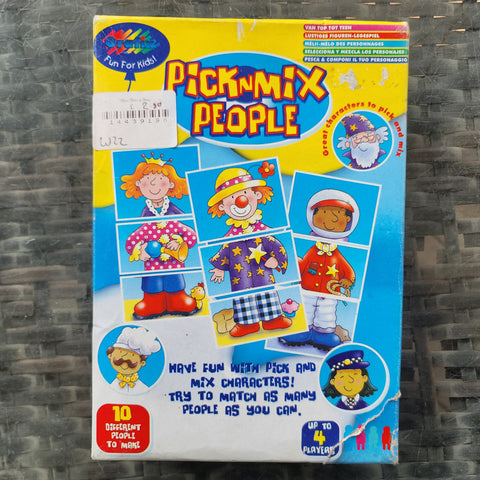 Fun For Kids!
PICKNMIX
PEOPLE
VAN TOP TOT TEEN
LUSTIGES FIGUREN-LEGESPIEL
MÉLI-MÉLO DES PERSONNAGES
SELECCIONA Y MEZCLA LOS PERSONAJES
PESCA & COMPONI IL TUO PERSONAGGIO
Great characters to pick and mix
W22
HAVE FUN WITH PICK AND
MIX CHARACTERS!
TRY TO MATCH AS MANY
PEOPLE AS YOU CAN.
10
DIFFERENT
PEOPLE
TO MAKE
UP TO
4
PLAYERS